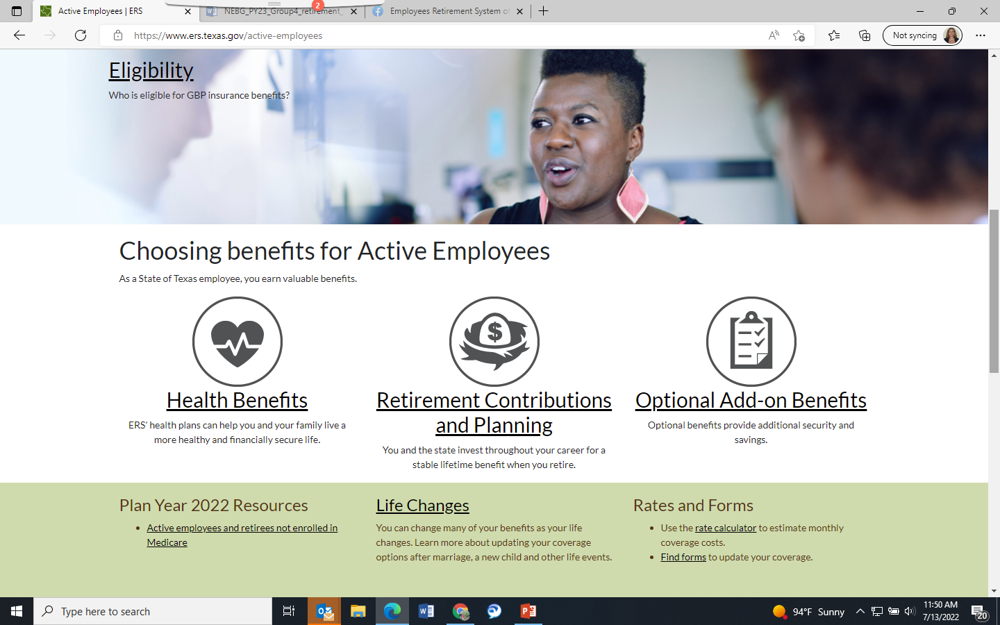 Active Employees | ERS
2
NEBG_PY23_Group4_retirement_
Employees Retirement System of
https://www.ers.texas.gov/active-employees
Not syncing
Eligibility
Who is eligible for GBP insurance benefits?
Choosing benefits for Active Employees
As a State of Texas employee, you earn valuable benefits.
$
Health Benefits
ERS’ health plans can help you and your family live a
more healthy and financially secure life.
Retirement Contributions
and Planning
You and the state invest throughout your career for a
stable lifetime benefit when you retire.
Optional Add-on Benefits
Optional benefits provide additional security and
savings.
Plan Year 2022 Resources
• Active employees and retirees not enrolled in
Medicare
Life Changes
You can change many of your benefits as your life
changes. Learn more about updating your coverage
options after marriage, a new child and other life events.
Rates and Forms
• Use the rate calculator to estimate monthly
coverage costs.
• Find forms to update your coverage.
Type here to search
94°F Sunny
11:50 AM
7/13/2022
20